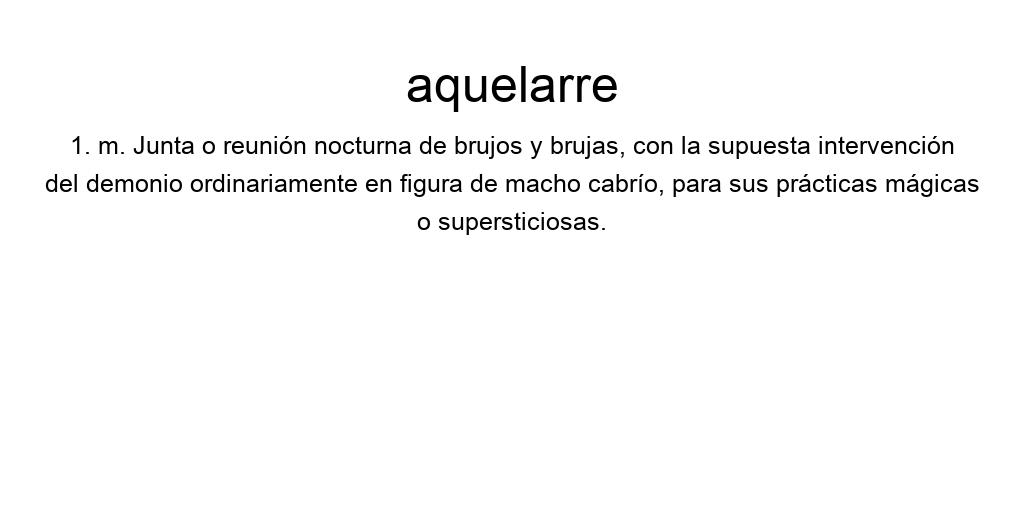 aquelarre
1. m. Junta o reunión nocturna de brujos y brujas, con la supuesta intervención
del demonio ordinariamente en figura de macho cabrío, para sus prácticas mágicas
o supersticiosas.